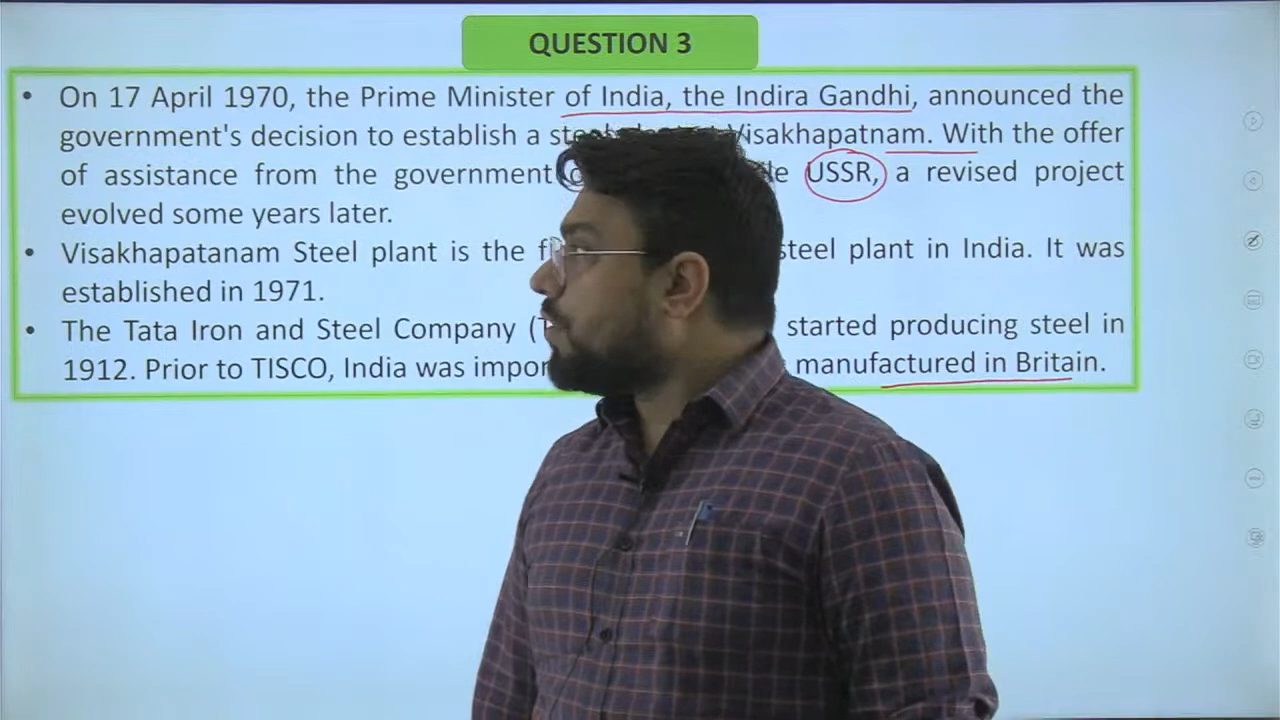 QUESTION 3
• On 17 April 1970, the Prime Minister of India, the Indira Gandhi, announced the
government's decision to establish a Visakhapatnam. With the offer
of assistance from the government USSR, a revised project
evolved some years later.
• Visakhapatanam Steel plant is the steel plant in India. It was
established in 1971.
• The Tata Iron and Steel Company ( started producing steel in
1912. Prior to TISCO, India was manufactured in Britain.